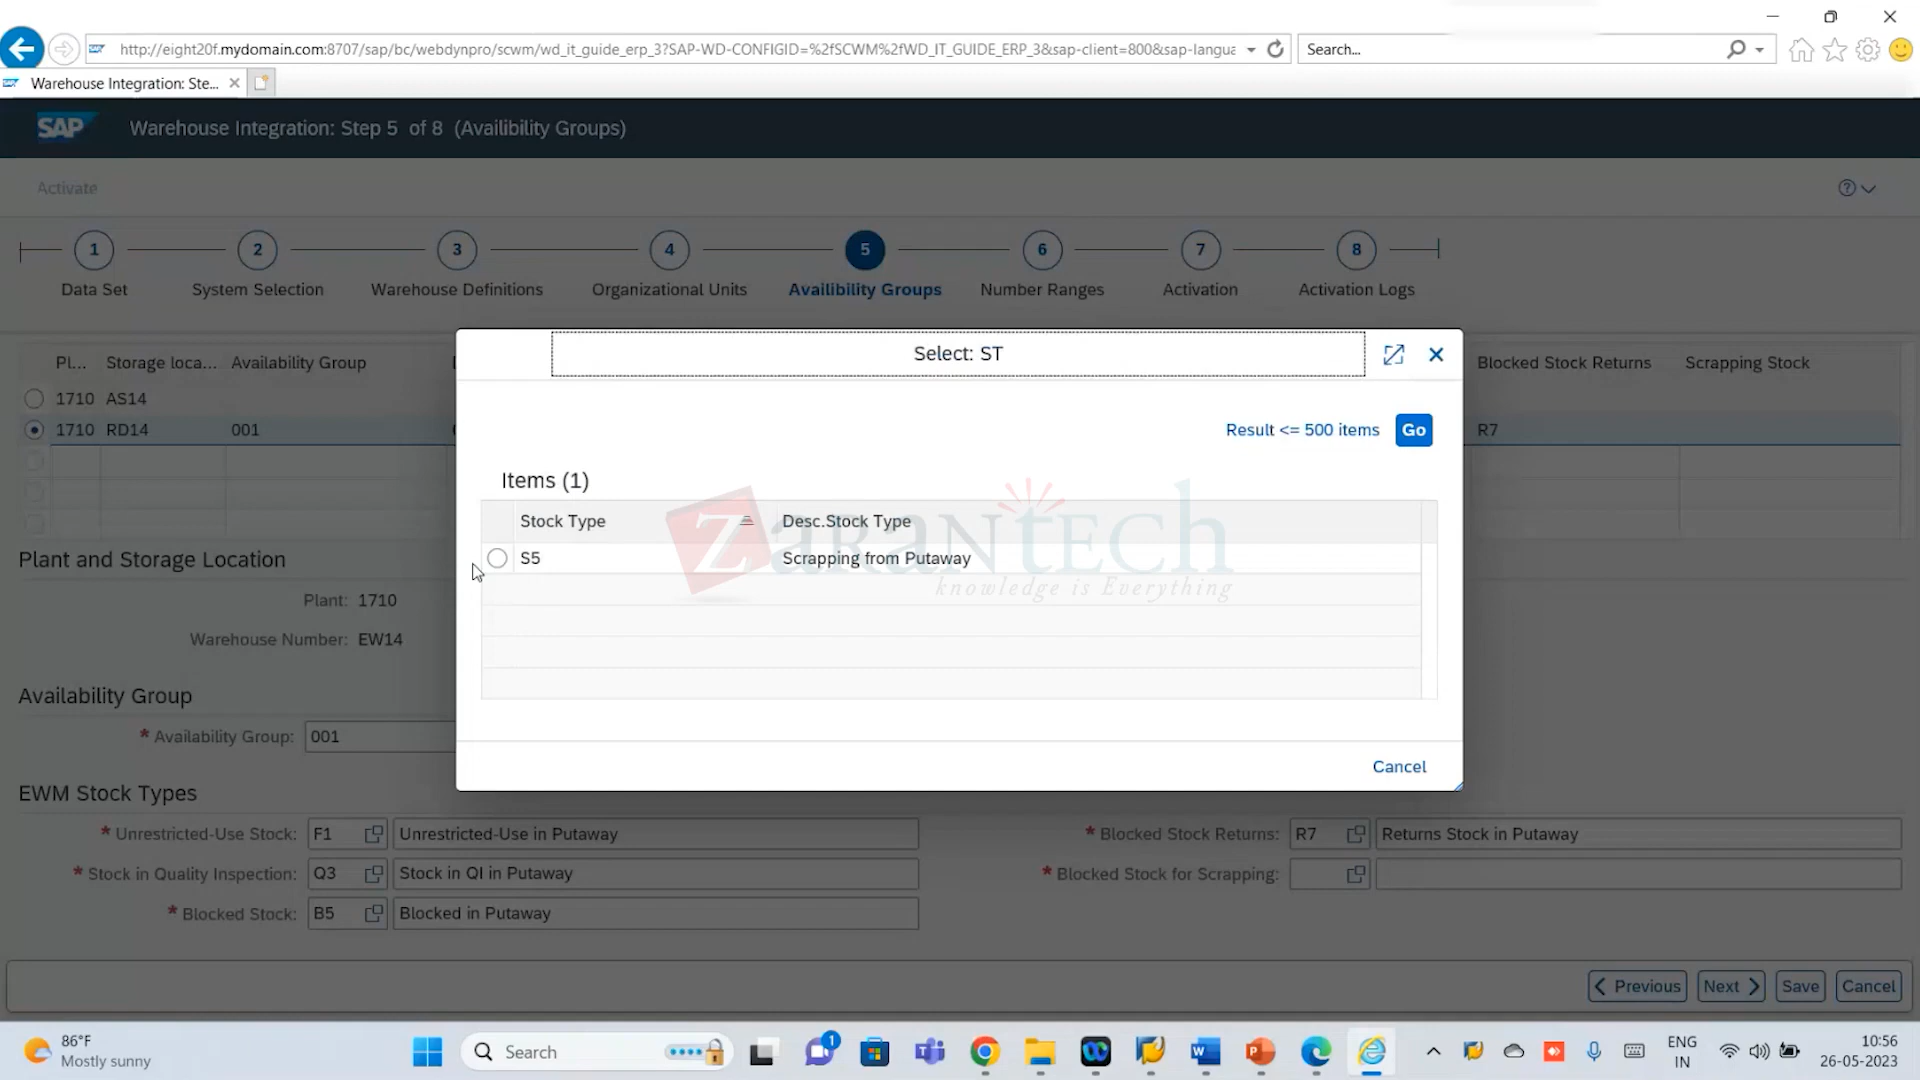 http://eight20f.mydomain.com:8707/sap/bc/webdynpro/scwm/wd_it_guide_erp_3?SAP-WD-CONFIGID=%2fSCWM%2fWD_IT_GUIDE_ERP_3&sap-client=800&sap-langua
Search...
Warehouse Integration: Ste...
SAP Warehouse Integration: Step 5 of 8 (Availibility Groups)
Activate
1 2 3 4 5 6 7 8
Data Set System Selection Warehouse Definitions Organizational Units Availibility Groups Number Ranges Activation Activation Logs
Select: ST
Pl... Storage loca... Availability Group Blocked Stock Returns Scrapping Stock
1710 AS14
1710 RD14 001 R7
Result <= 500 items Go
Items (1)
Stock Type Desc.Stock Type
S5 Scrapping from Putaway
zaranTech
knowledge is Everything
Cancel
Plant and Storage Location
Plant: 1710
Warehouse Number: EW14
Availability Group
* Availability Group: 001
EWM Stock Types
* Unrestricted-Use Stock: F1 Unrestricted-Use in Putaway * Blocked Stock Returns: R7 Returns Stock in Putaway
* Stock in Quality Inspection: Q3 Stock in QI in Putaway * Blocked Stock for Scrapping:
* Blocked Stock: B5 Blocked in Putaway
Previous Next Save Cancel
86°F
Mostly sunny
Search
1
ENG
IN
10:56
26-05-2023